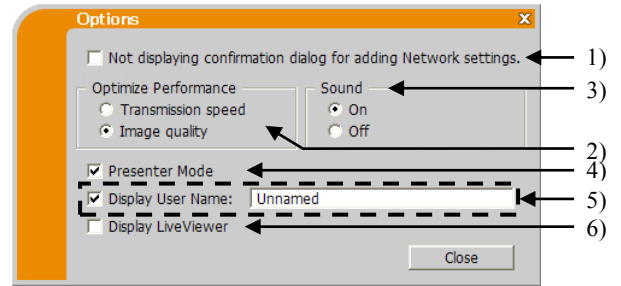 Options x
Not displaying confirmation dialog for adding Network settings. 1)
Optimize Performance Sound 3)
Transmission speed On
Image quality Off
2)
Presenter Mode 4)
Display User Name: Unnamed 5)
Display LiveViewer 6)
Close